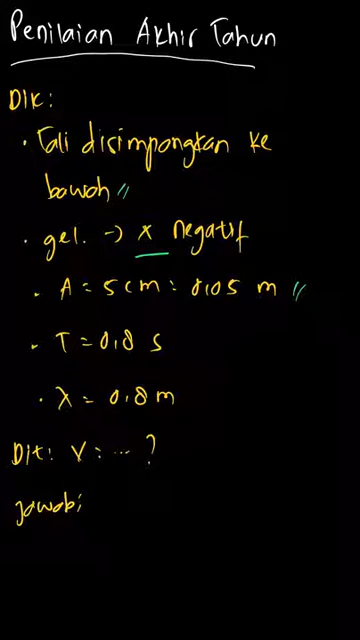 Penilaian Akhir Tahun
Dik:
• Tali disimpangkan ke
bawah //
• gel. → x negatif
• A = 5 cm = 0,05 m //
• T = 0,8 s
• λ = 0,8 m
Dit: V = ... ?
Jawab: